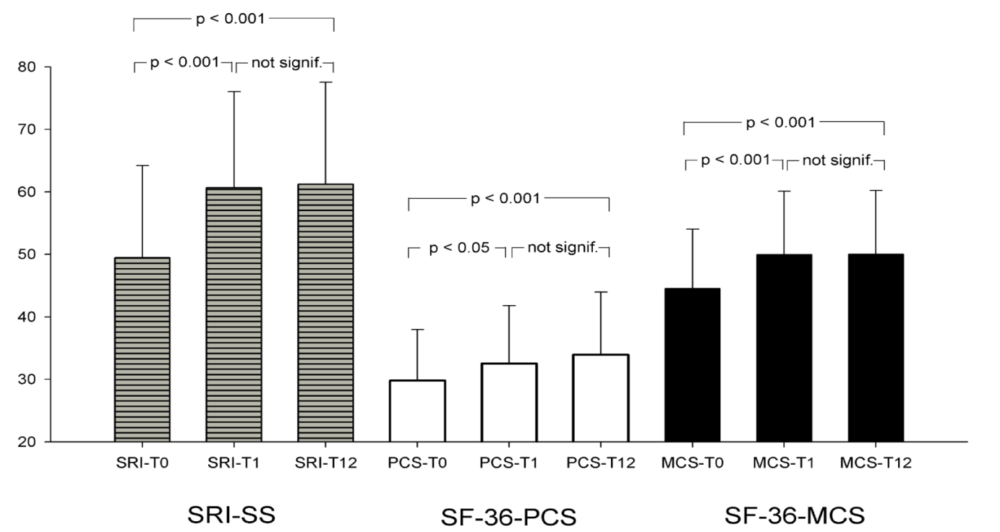 p < 0.001
80
p < 0.001 not signif.
70
p < 0.001
p < 0.001 not signif.
60
p < 0.001
50
p < 0.05 not signif.
40
30
20
SRI-T0 SRI-T1 SRI-T12 PCS-T0 PCS-T1 PCS-T12 MCS-T0 MCS-T1 MCS-T12
SRI-SS SF-36-PCS SF-36-MCS